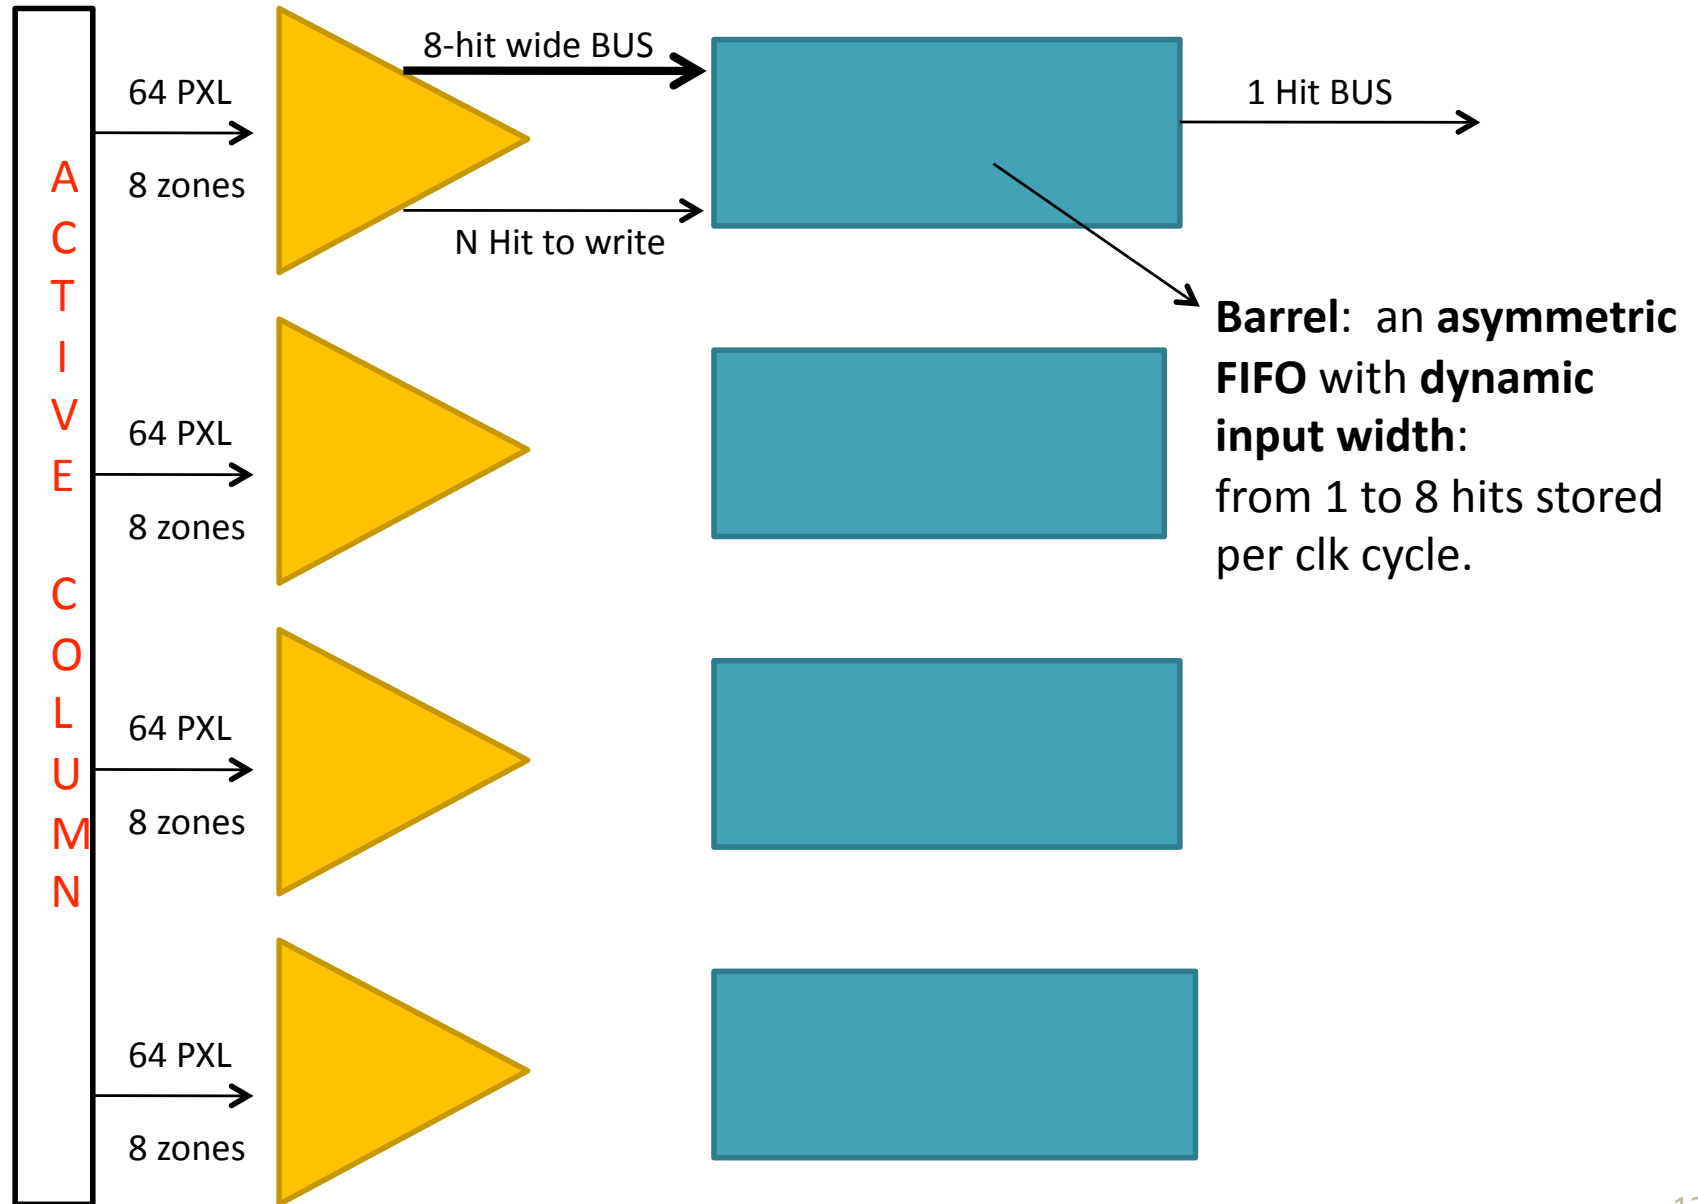 ACTIVE COLUMN
64 PXL
8 zones
8-hit wide BUS
N Hit to write
1 Hit BUS
Barrel: an asymmetric
FIFO with dynamic
input width:
from 1 to 8 hits stored
per clk cycle.
64 PXL
8 zones
64 PXL
8 zones
64 PXL
8 zones